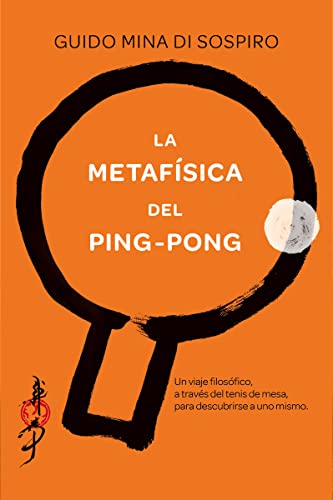 GUIDO MINA DI SOSPIRO
LA
METAFÍSICA
DEL
PING-PONG
Un viaje filosófico,
a través del tenis de mesa,
para descubrirse a uno mismo.